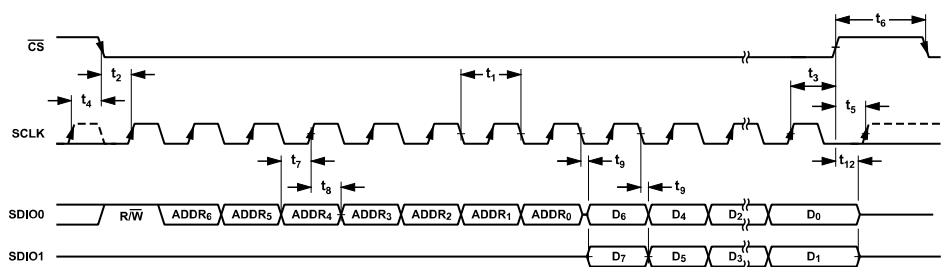 t₆
C̅S̅
t₂
t₁
t₃
t₄
t₅
SCLK
t₇
t₉
t₁₂
t₈
t₉
SDIO0
R/W̅
ADDR₆
ADDR₅
ADDR₄
ADDR₃
ADDR₂
ADDR₁
ADDR₀
D₆
D₄
D₂
D₀
SDIO1
D₇
D₅
D₃
D₁